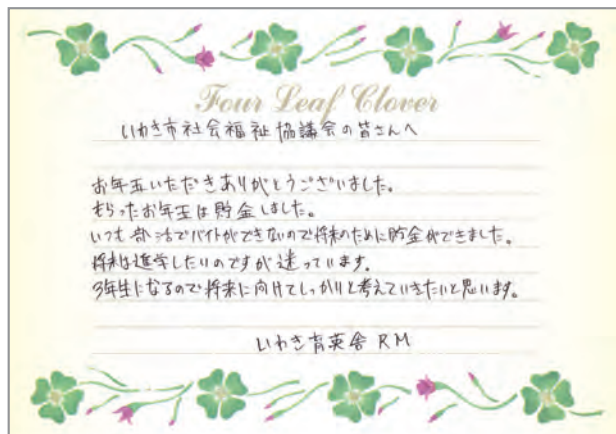 Four Leaf Clover
いわき市社会福祉協議会の皆さんへ
お年玉いただきありがとうございました。
もらったお年玉は貯金しました。
いつも部活でバイトができないので将来のために貯金ができました。
将来は進学したいのですが迷っています。
3年生になるので将来に向けてしっかりと考えていきたいと思います。
いわき育英舎 RM